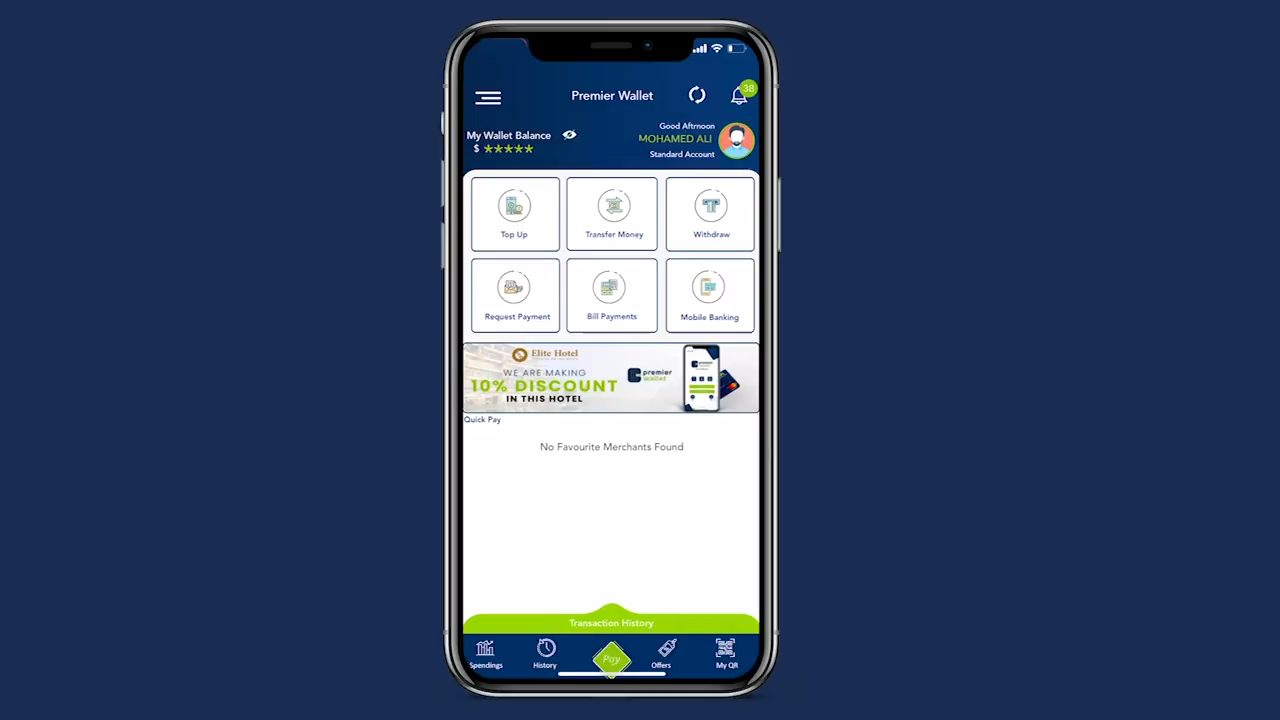 Premier Wallet
38
My Wallet Balance
$ *****
Good Aftrnoon
MOHAMED ALI
Standard Account
Top Up
Transfer Money
Withdraw
Request Payment
Bill Payments
Mobile Banking
Elite Hotel
WE ARE MAKING
10% DISCOUNT
IN THIS HOTEL
premier
wallet
Quick Pay
No Favourite Merchants Found
Transaction History
Spendings
History
Pay
Offers
My QR